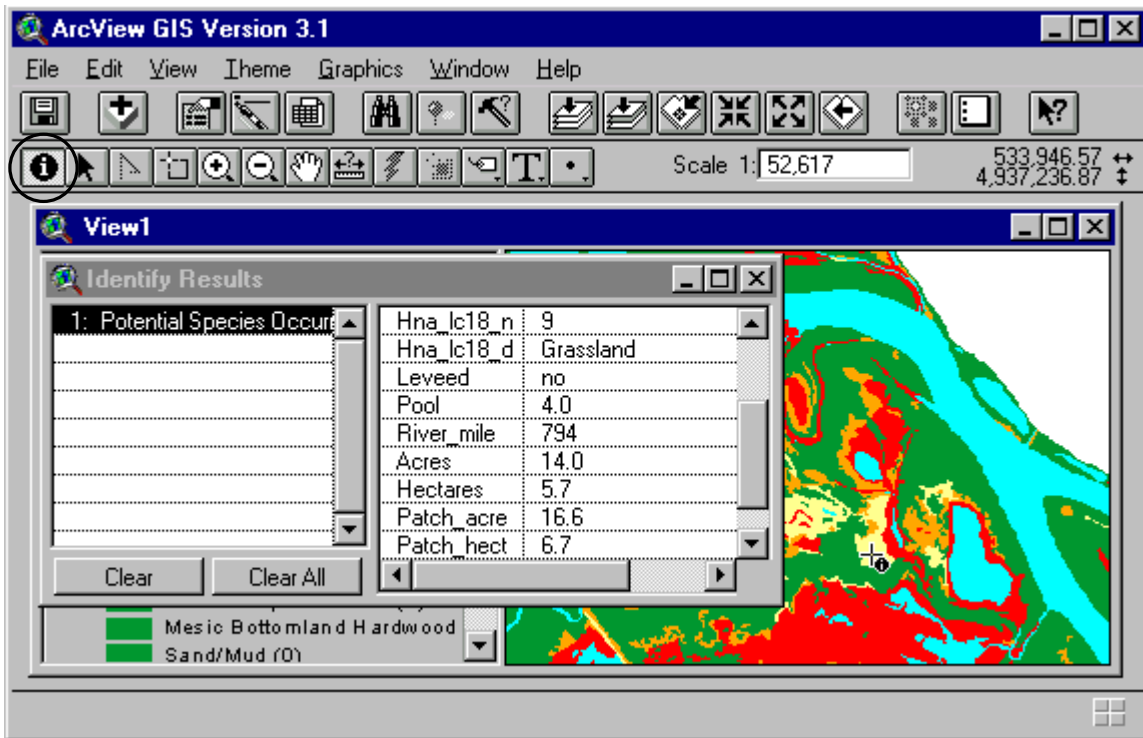 ArcView GIS Version 3.1
File Edit View Theme Graphics Window Help
Scale 1: 52,617
533,946.57
4,937,236.87
View1
Identify Results
1: Potential Species Occur
Hna_lc18_n 9
Hna_lc18_d Grassland
Leveed no
Pool 4.0
River_mile 794
Acres 14.0
Hectares 5.7
Patch_acre 16.6
Patch_hect 6.7
Clear Clear All
Mesic Bottomland Hardwood
Sand/Mud (0)